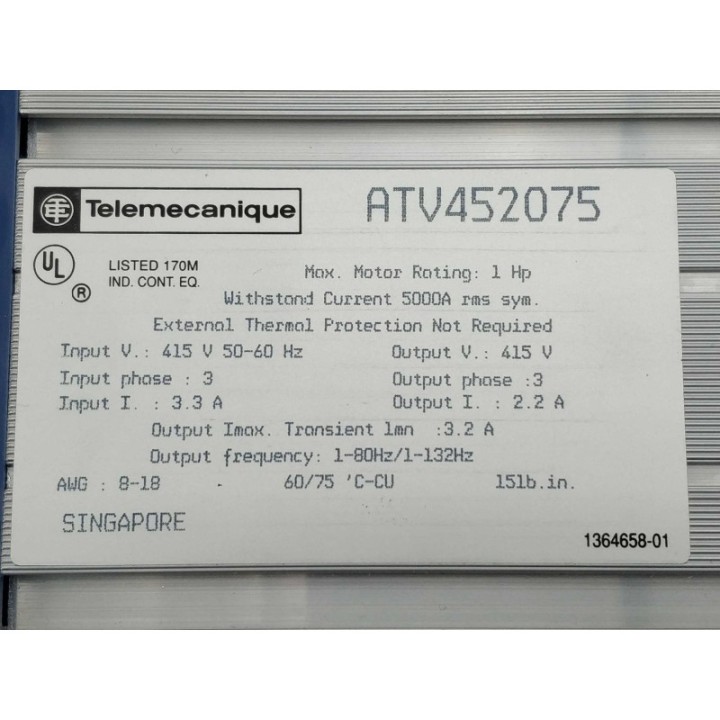 Telemecanique
ATV452075
UL
®
LISTED 170M
IND. CONT. EQ.
Max. Motor Rating: 1 Hp
Withstand Current 5000A rms sym.
External Thermal Protection Not Required
Input V.: 415 V 50-60 Hz Output V.: 415 V
Input phase : 3 Output phase :3
Input I. : 3.3 A Output I. : 2.2 A
Output Imax. Transient 1mn :3.2 A
Output frequency: 1-80Hz/1-132Hz
AWG : 8-18 - 60/75 'C-CU 15lb.in.
SINGAPORE
1364658-01